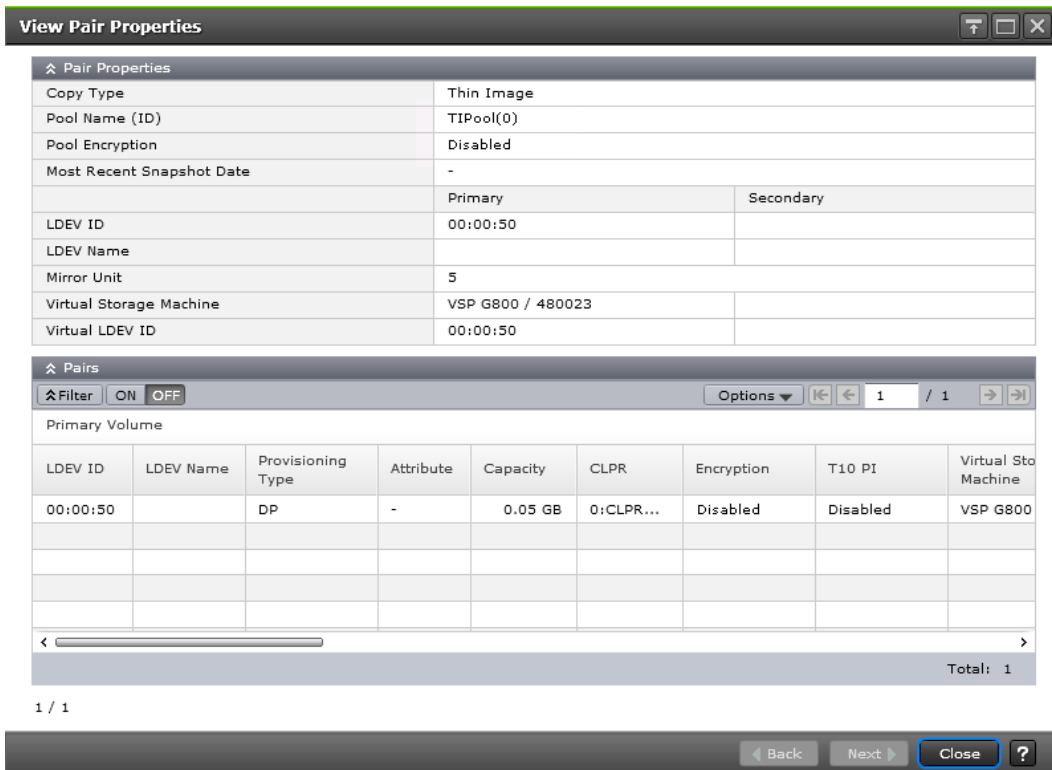 View Pair Properties
Pair Properties
Copy Type Thin Image
Pool Name (ID) TIPool(0)
Pool Encryption Disabled
Most Recent Snapshot Date -
Primary Secondary
LDEV ID 00:00:50
LDEV Name
Mirror Unit 5
Virtual Storage Machine VSP G800 / 480023
Virtual LDEV ID 00:00:50
Pairs
Filter ON OFF Options 1 / 1
Primary Volume
LDEV ID LDEV Name Provisioning Type Attribute Capacity CLPR Encryption T10 PI Virtual Sto Machine
00:00:50 DP - 0.05 GB 0:CLPR... Disabled Disabled VSP G800
Total: 1
1 / 1
Back Next Close ?